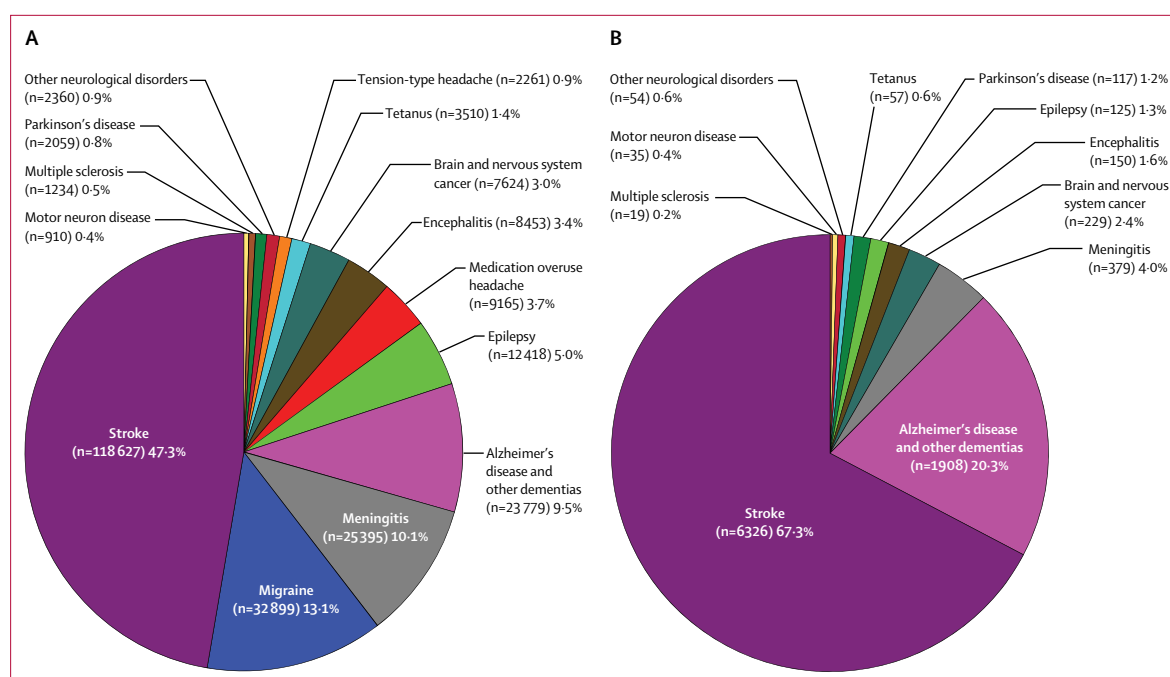 A
Other neurological disorders
(n=2360) 0·9%
Parkinson's disease
(n=2059) 0·8%
Multiple sclerosis
(n=1234) 0·5%
Motor neuron disease
(n=910) 0·4%
Tension-type headache (n=2261) 0·9%
Tetanus (n=3510) 1·4%
Brain and nervous system
cancer (n=7624) 3·0%
Encephalitis (n=8453) 3·4%
Medication overuse
headache
(n=9165) 3·7%
Epilepsy
(n=12 418) 5·0%
Alzheimer's
disease and
other dementias
(n=23 779) 9·5%
Meningitis
(n=25 395) 10·1%
Migraine
(n=32 899) 13·1%
Stroke
(n=118 627) 47·3%
B
Other neurological disorders
(n=54) 0·6%
Motor neuron disease
(n=35) 0·4%
Multiple sclerosis
(n=19) 0·2%
Tetanus
(n=57) 0·6%
Parkinson's disease (n=117) 1·2%
Epilepsy (n=125) 1·3%
Encephalitis
(n=150) 1·6%
Brain and nervous
system cancer
(n=229) 2·4%
Meningitis
(n=379) 4·0%
Alzheimer's disease
and other dementias
(n=1908) 20·3%
Stroke
(n=6326) 67·3%